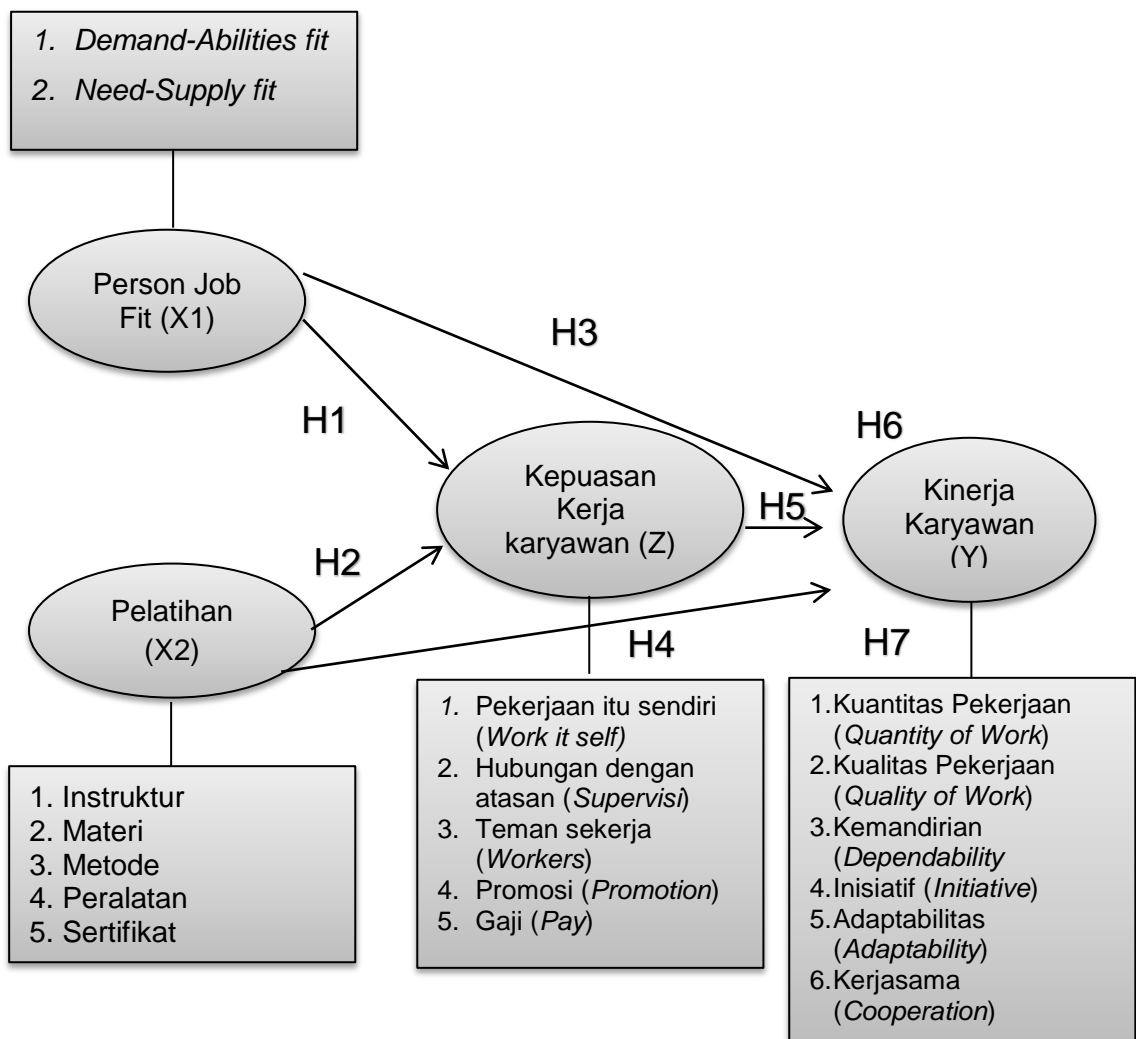 1. Demand-Abilities fit
2. Need-Supply fit
Person Job
Fit (X1)
H3
H1
H6
Kepuasan
Kerja
karyawan (Z)
H5
Kinerja
Karyawan
(Y)
H2
Pelatihan
(X2)
H4
H7
1. Instruktur
2. Materi
3. Metode
4. Peralatan
5. Sertifikat
1. Pekerjaan itu sendiri
(Work it self)
2. Hubungan dengan
atasan (Supervisi)
3. Teman sekerja
(Workers)
4. Promosi (Promotion)
5. Gaji (Pay)
1.Kuantitas Pekerjaan
(Quantity of Work)
2.Kualitas Pekerjaan
(Quality of Work)
3.Kemandirian
(Dependability
4.Inisiatif (Initiative)
5.Adaptabilitas
(Adaptability)
6.Kerjasama
(Cooperation)